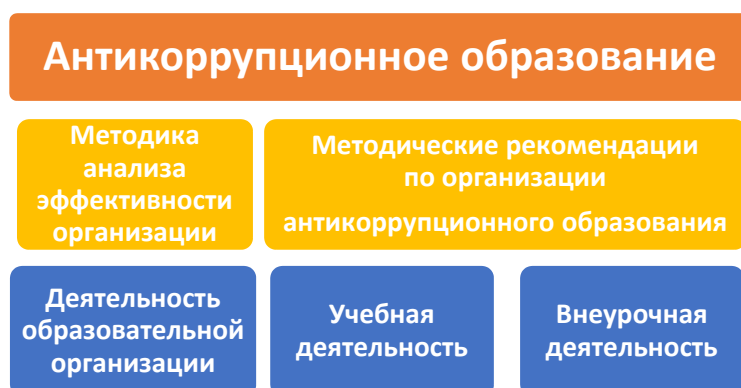 Антикоррупционное образование
Методика
анализа
эффективности
организации
Методические рекомендации
по организации
антикоррупционного образования
Деятельность
образовательной
организации
Учебная
деятельность
Внеурочная
деятельность